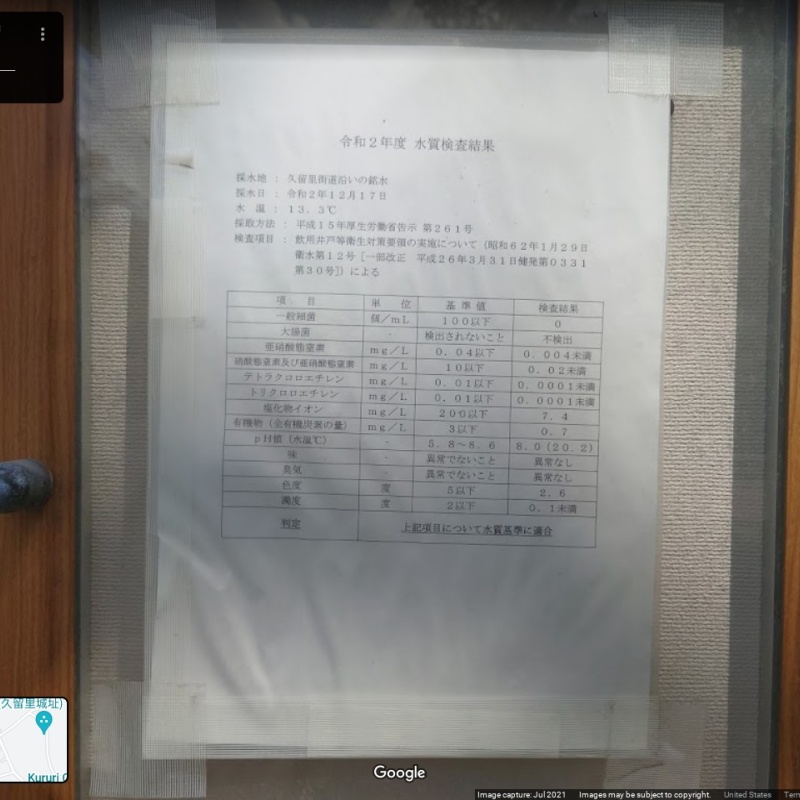 令和２年度 水質検査結果
採水地 ： 久留里街道沿いの銘水
採水日 ： 令和２年１２月１７日
水　温 ： １３．３℃
採取方法 ： 平成１５年厚生労働省告示 第２６１号
検査項目 ： 飲用井戸等衛生対策要領の実施について（昭和６２年１月２９日
衛水第１２号［一部改正　平成２６年３月３１日健発第０３３１
第３０号］）による
項　目 単　位 基 準 値 検査結果
一般細菌 個／ｍＬ １００以下 ０
大腸菌 - 検出されないこと 不検出
亜硝酸態窒素 ｍｇ／Ｌ ０．０４以下 ０．００４未満
硝酸態窒素及び亜硝酸態窒素 ｍｇ／Ｌ １０以下 ０．０２未満
テトラクロロエチレン ｍｇ／Ｌ ０．０１以下 ０．０００１未満
トリクロロエチレン ｍｇ／Ｌ ０．０１以下 ０．０００１未満
塩化物イオン ｍｇ／Ｌ ２００以下 ７．４
有機物（全有機炭素の量） ｍｇ／Ｌ ３以下 ０．７
ｐＨ値（水温℃） - ５．８～８．６ ８．０（２０．２）
味 - 異常でないこと 異常なし
臭気 - 異常でないこと 異常なし
色度 度 ５以下 ２．６
濁度 度 ２以下 ０．１未満
判定 上記項目について水質基準に適合
久留里城址)
Kururi
Google
Image capture: Jul 2021 Images may be subject to copyright. United States Tern